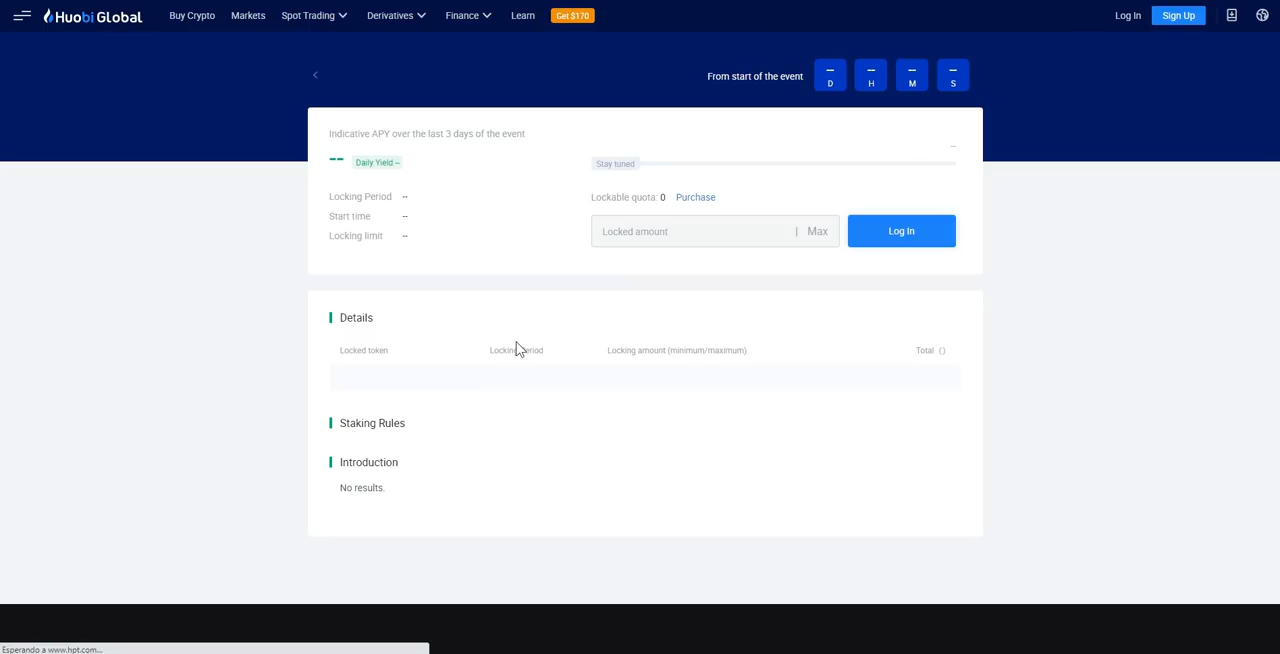 Huobi Global Buy Crypto Markets Spot Trading Derivatives Finance Learn Get $170 Log In Sign Up
From start of the event
-- -- -- --
D H M S
Indicative APY over the last 3 days of the event
--
-- Daily Yield --
Stay tuned
Locking Period --
Start time --
Locking limit --
Lockable quota: 0 Purchase
Locked amount | Max Log In
Details
Locked token Locking Period Locking amount (minimum/maximum) Total ()
Staking Rules
Introduction
No results.
Esperando a www.hpt.com...